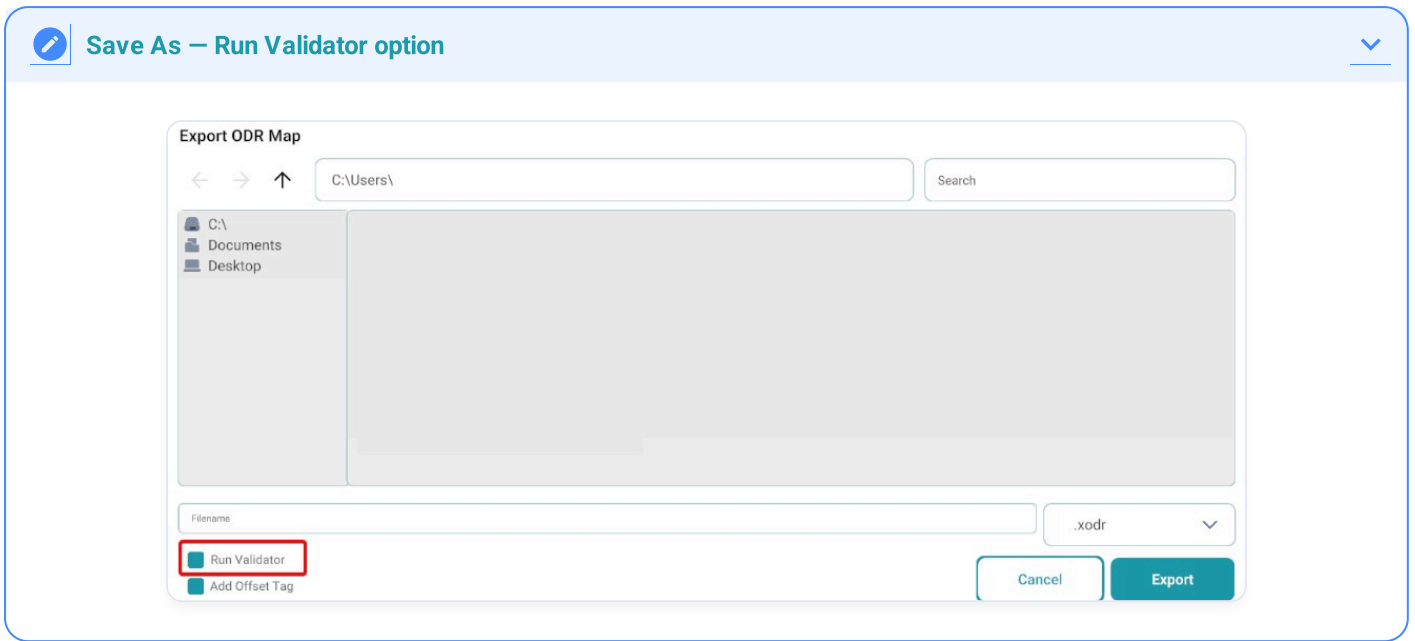 Save As — Run Validator option
Export ODR Map
C:\Users\
Search
C:\
Documents
Desktop
Filename
.xodr
Run Validator
Add Offset Tag
Cancel
Export